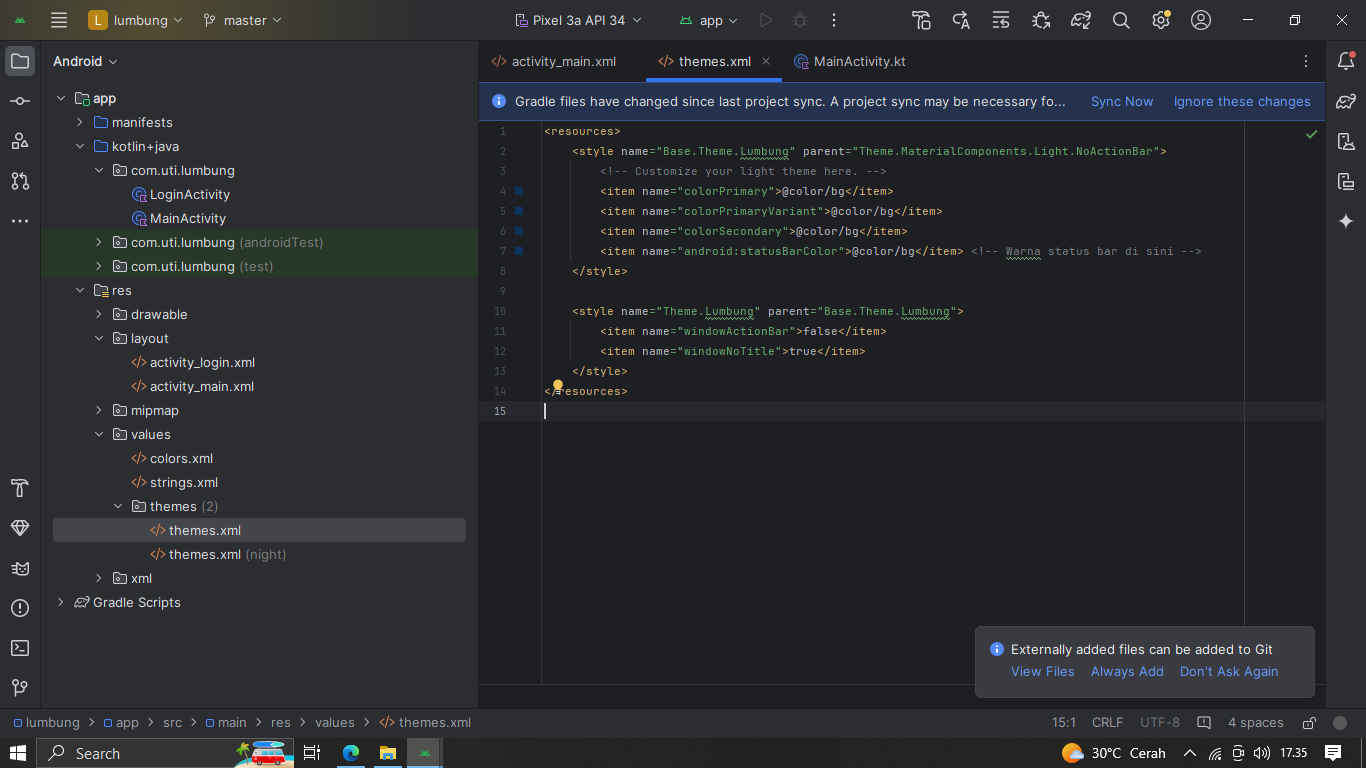 L lumbung master Pixel 3a API 34 app
Android
activity_main.xml themes.xml MainActivity.kt
Gradle files have changed since last project sync. A project sync may be necessary fo... Sync Now Ignore these changes
app
manifests
kotlin+java
com.uti.lumbung
LoginActivity
MainActivity
com.uti.lumbung (androidTest)
com.uti.lumbung (test)
res
drawable
layout
activity_login.xml
activity_main.xml
mipmap
values
colors.xml
strings.xml
themes (2)
themes.xml
themes.xml (night)
xml
Gradle Scripts
1 <resources>
2 <style name="Base.Theme.Lumbung" parent="Theme.MaterialComponents.Light.NoActionBar">
3 <!-- Customize your light theme here. -->
4 <item name="colorPrimary">@color/bg</item>
5 <item name="colorPrimaryVariant">@color/bg</item>
6 <item name="colorSecondary">@color/bg</item>
7 <item name="android:statusBarColor">@color/bg</item> <!-- Warna status bar di sini -->
8 </style>
9
10 <style name="Theme.Lumbung" parent="Base.Theme.Lumbung">
11 <item name="windowActionBar">false</item>
12 <item name="windowNoTitle">true</item>
13 </style>
14 </resources>
15
Externally added files can be added to Git
View Files Always Add Don't Ask Again
lumbung > app > src > main > res > values > themes.xml 15:1 CRLF UTF-8 4 spaces
Search 30°C Cerah 17.35